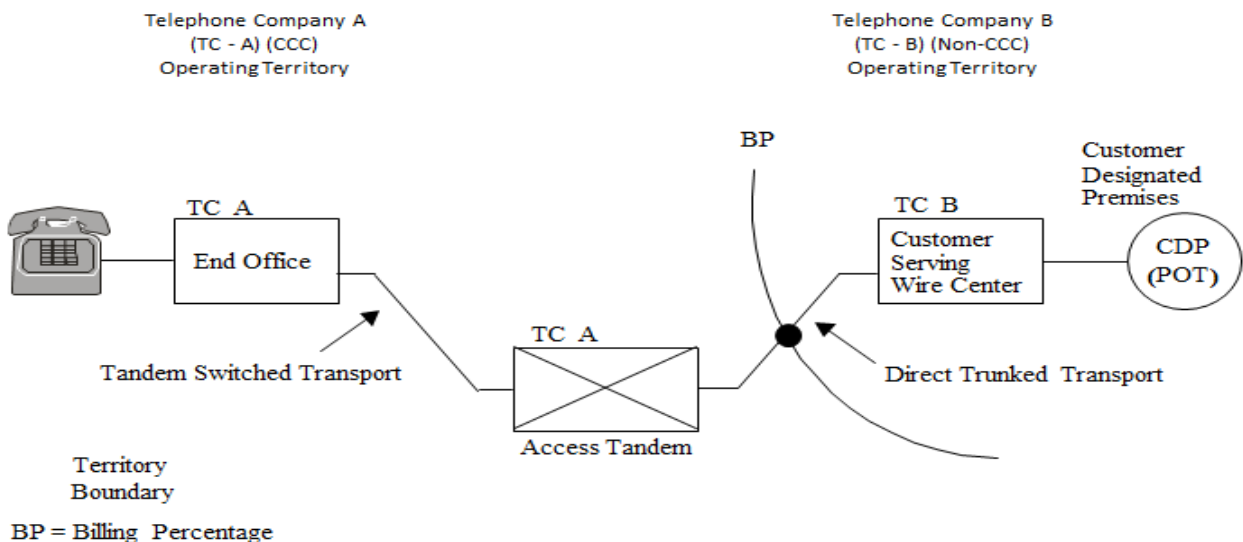 Telephone Company A
(TC - A) (CCC)
Operating Territory
Telephone Company B
(TC - B) (Non-CCC)
Operating Territory
BP
Customer
Designated
Premises
TC A
End Office
TC B
Customer
Serving
Wire Center
CDP
(POT)
TC A
Tandem Switched Transport
Direct Trunked Transport
Access Tandem
Territory
Boundary
BP = Billing Percentage